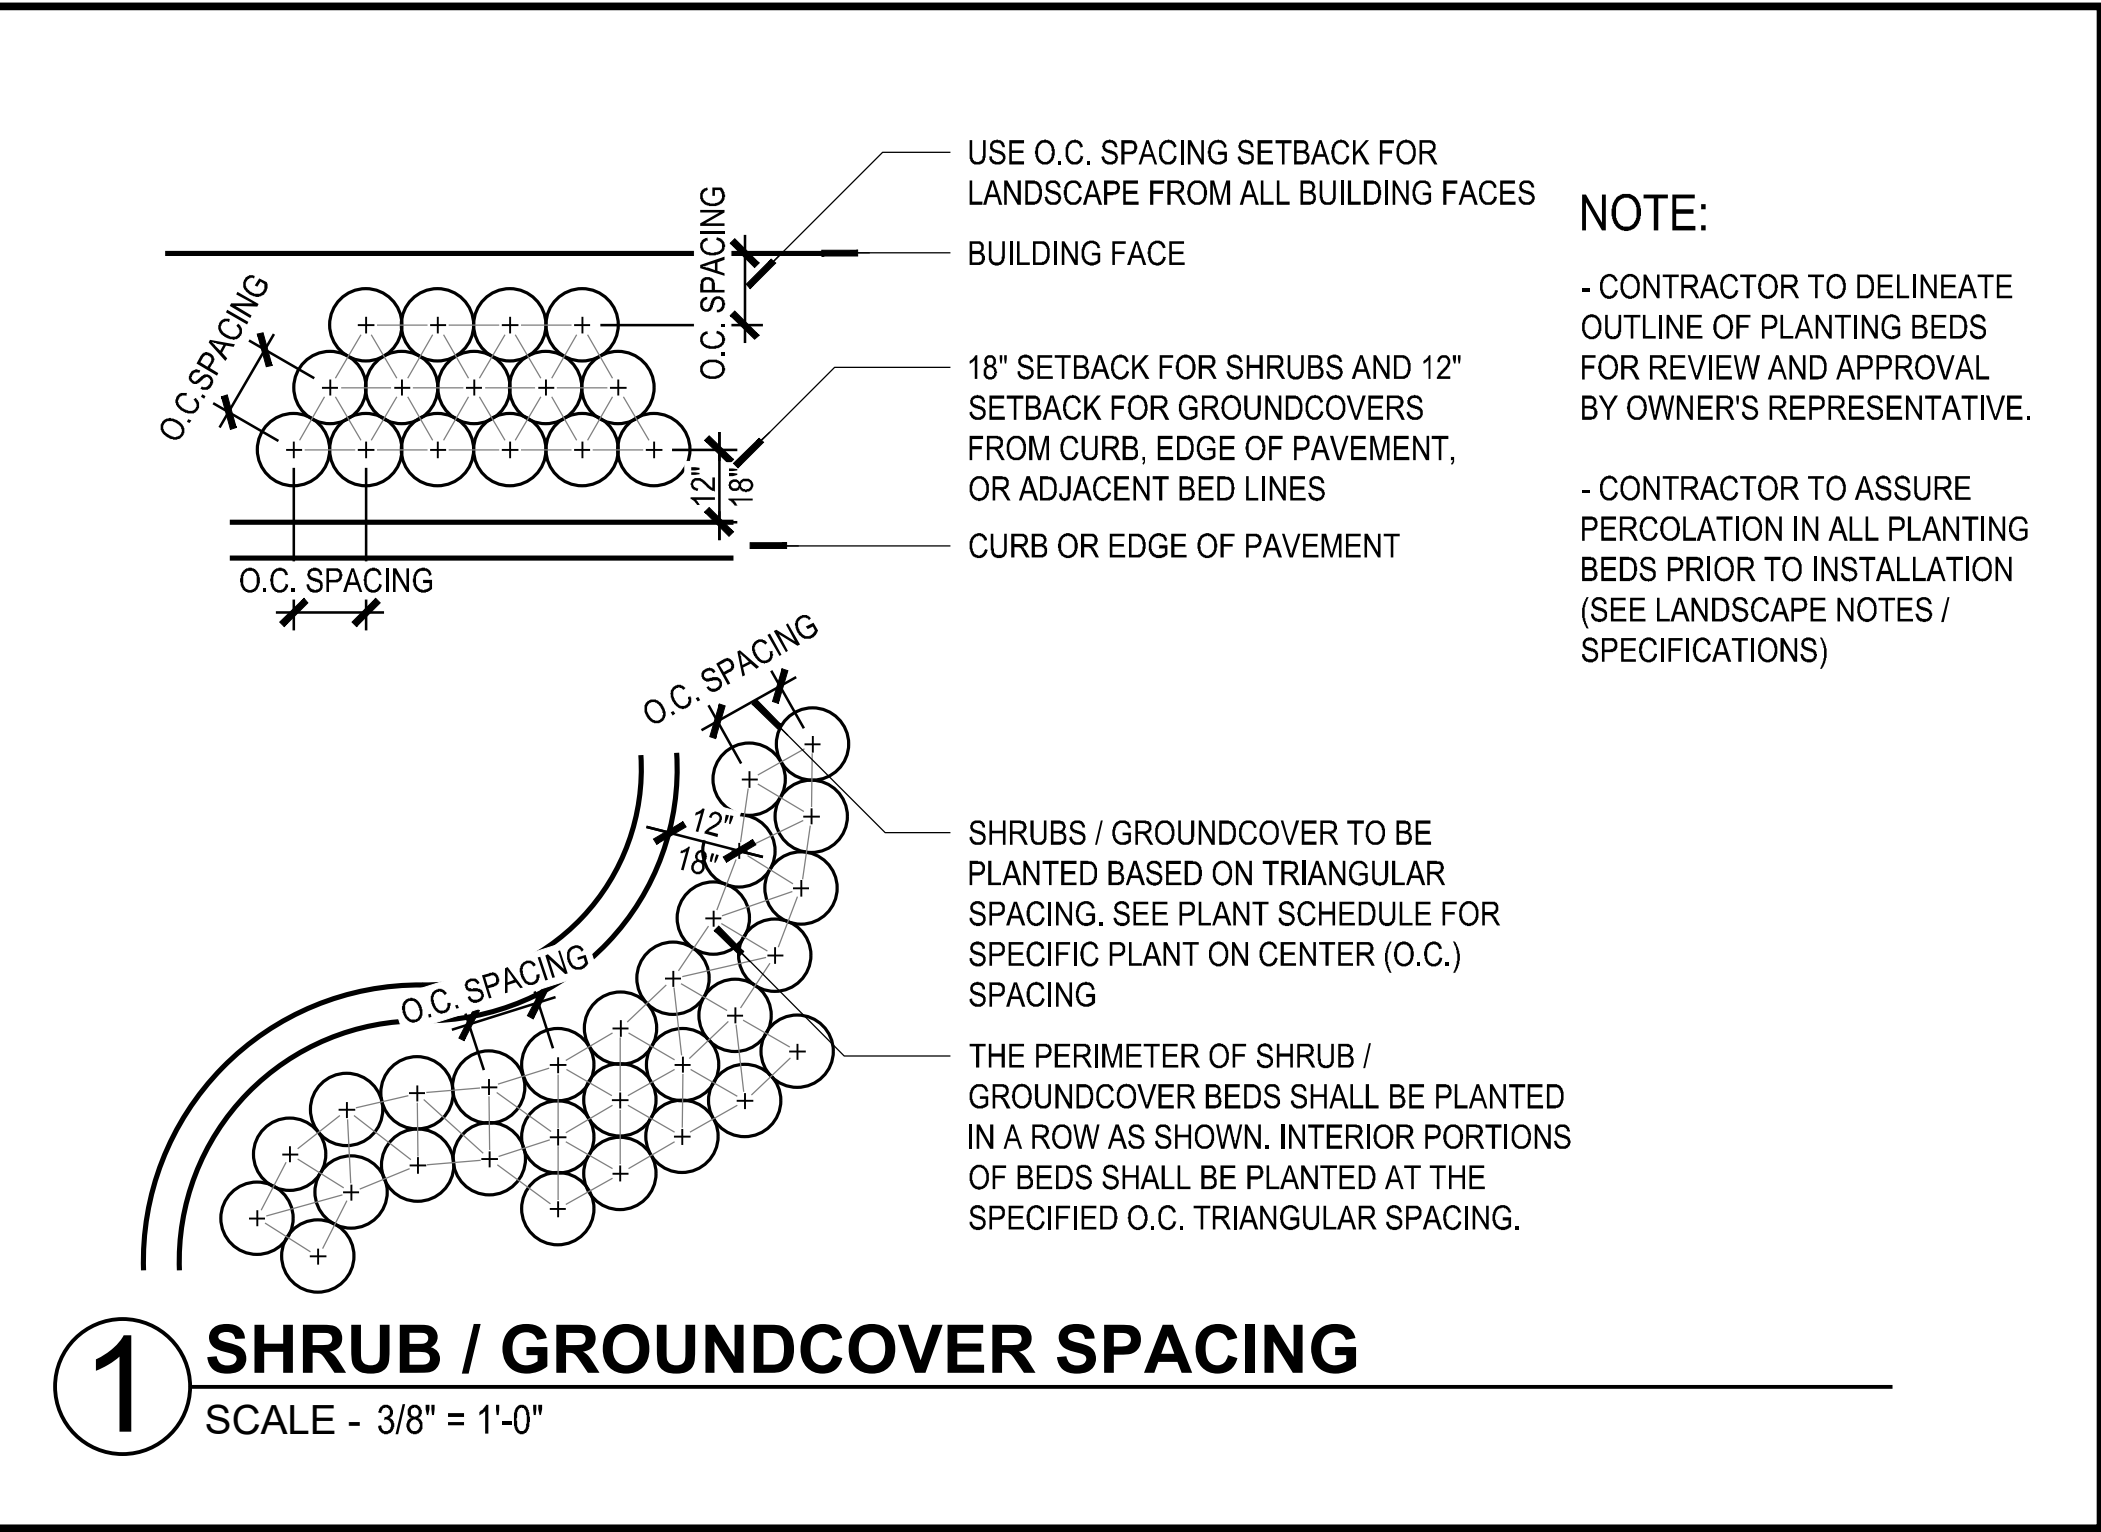 USE O.C. SPACING SETBACK FOR
LANDSCAPE FROM ALL BUILDING FACES
BUILDING FACE
O.C. SPACING
O.C.SPACING
18" SETBACK FOR SHRUBS AND 12"
SETBACK FOR GROUNDCOVERS
FROM CURB, EDGE OF PAVEMENT,
OR ADJACENT BED LINES
12"
18"
CURB OR EDGE OF PAVEMENT
O.C. SPACING
NOTE:
- CONTRACTOR TO DELINEATE
OUTLINE OF PLANTING BEDS
FOR REVIEW AND APPROVAL
BY OWNER'S REPRESENTATIVE.
- CONTRACTOR TO ASSURE
PERCOLATION IN ALL PLANTING
BEDS PRIOR TO INSTALLATION
(SEE LANDSCAPE NOTES /
SPECIFICATIONS)
O.C. SPACING
12"
18"
O.C. SPACING
SHRUBS / GROUNDCOVER TO BE
PLANTED BASED ON TRIANGULAR
SPACING. SEE PLANT SCHEDULE FOR
SPECIFIC PLANT ON CENTER (O.C.)
SPACING
THE PERIMETER OF SHRUB /
GROUNDCOVER BEDS SHALL BE PLANTED
IN A ROW AS SHOWN. INTERIOR PORTIONS
OF BEDS SHALL BE PLANTED AT THE
SPECIFIED O.C. TRIANGULAR SPACING.
1
SHRUB / GROUNDCOVER SPACING
SCALE - 3/8" = 1'-0"